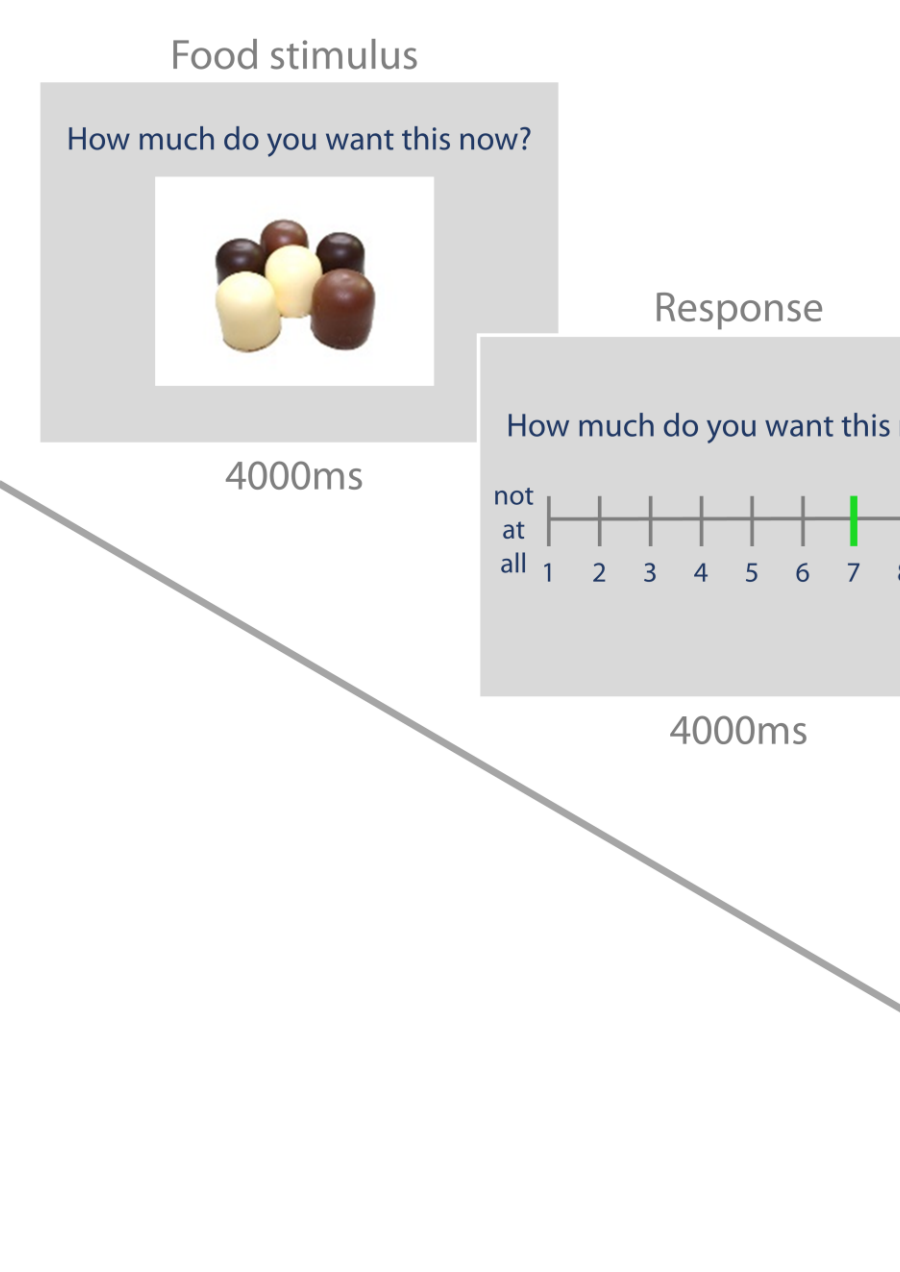 Food stimulus
How much do you want this now?
4000ms
Response
How much do you want this
not
at
all
1 2 3 4 5 6 7
4000ms